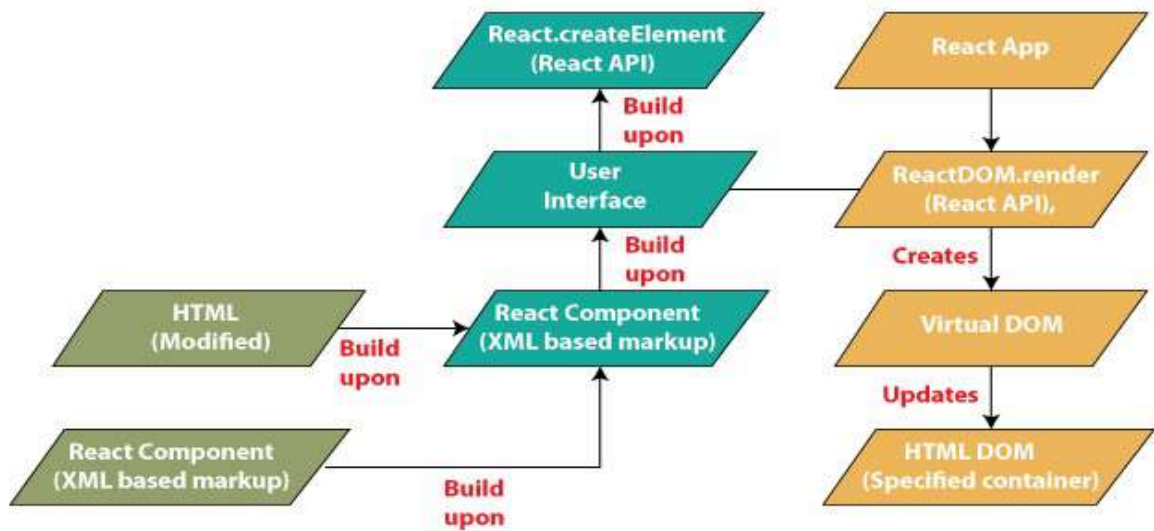 React.createElement
(React API)
React App
Build
upon
User
Interface
ReactDOM.render
(React API),
Build
upon
Creates
HTML
(Modified)
React Component
(XML based markup)
Virtual DOM
Build
upon
Updates
React Component
(XML based markup)
HTML DOM
(Specified container)
Build
upon